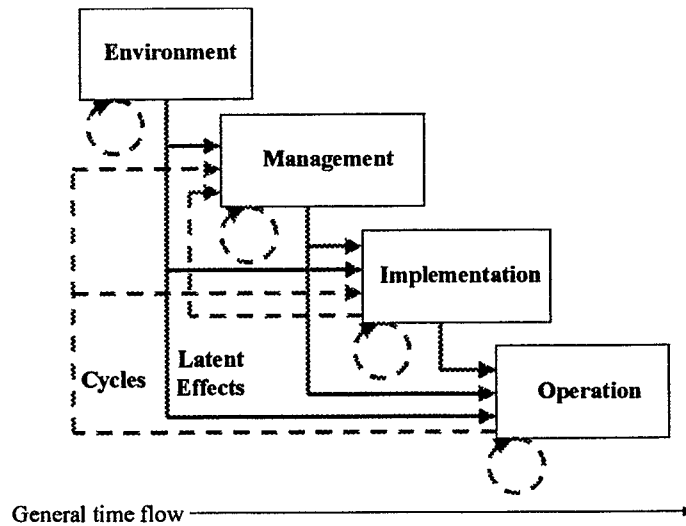 Environment
Management
Implementation
Latent
Effects
Cycles
Operation
General time flow